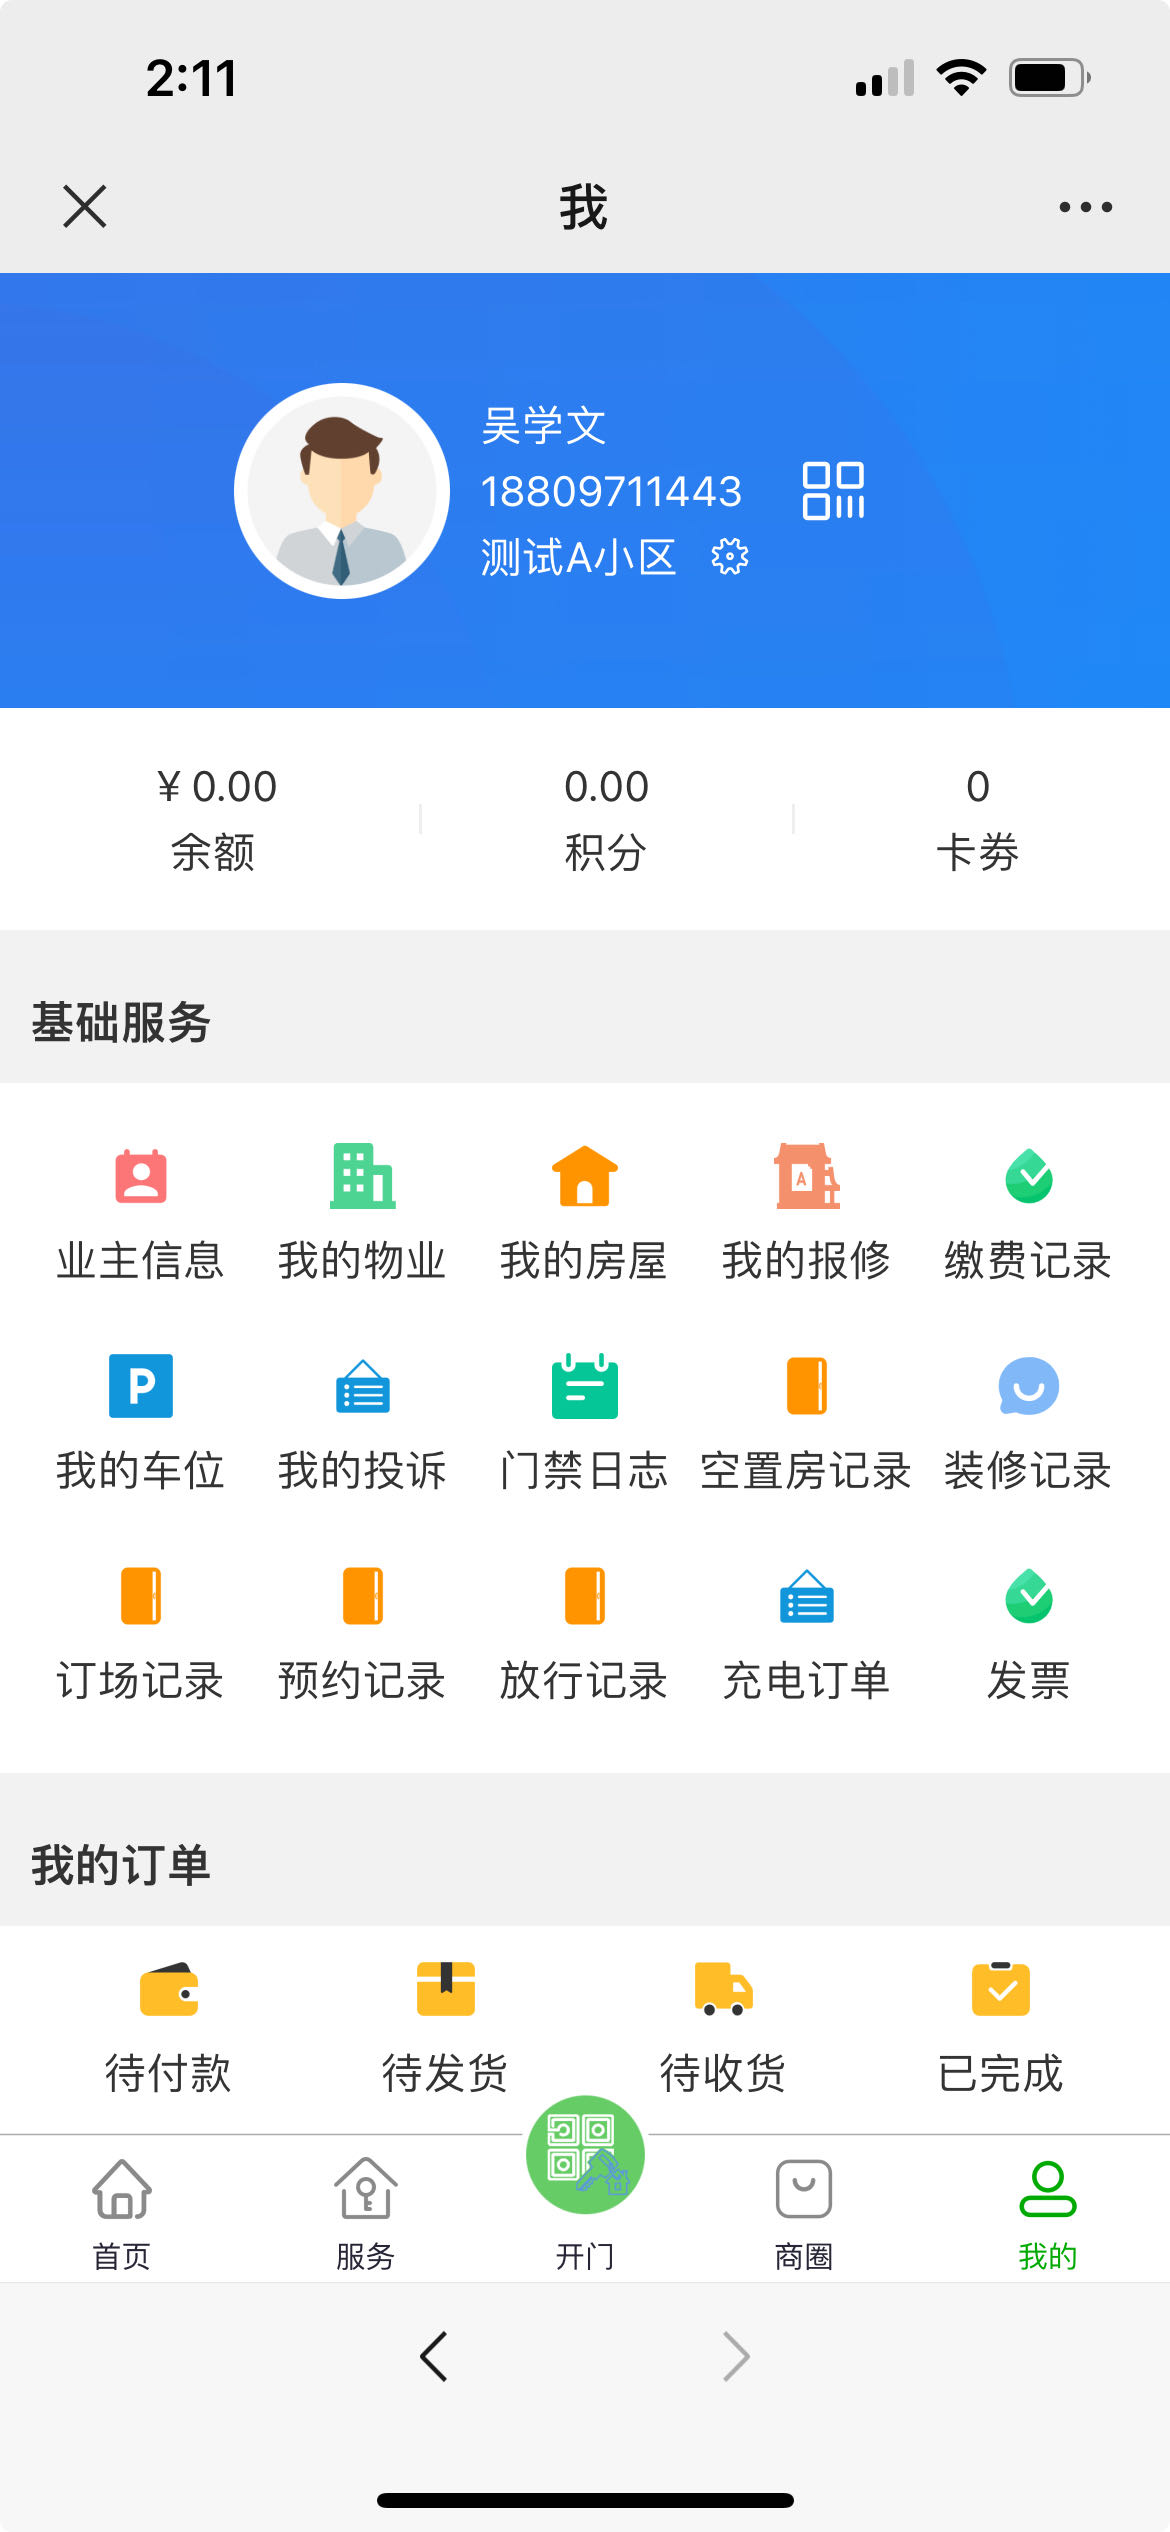 2:11
我
吴学文
18809711443
测试A小区
¥ 0.00
0.00
0
余额
积分
卡券
基础服务
A
业主信息
我的物业
我的房屋
我的报修
缴费记录
P
我的车位
我的投诉
门禁日志
空置房记录
装修记录
订场记录
预约记录
放行记录
充电订单
发票
我的订单
待付款
待发货
待收货
已完成
首页
服务
开门
商圈
我的